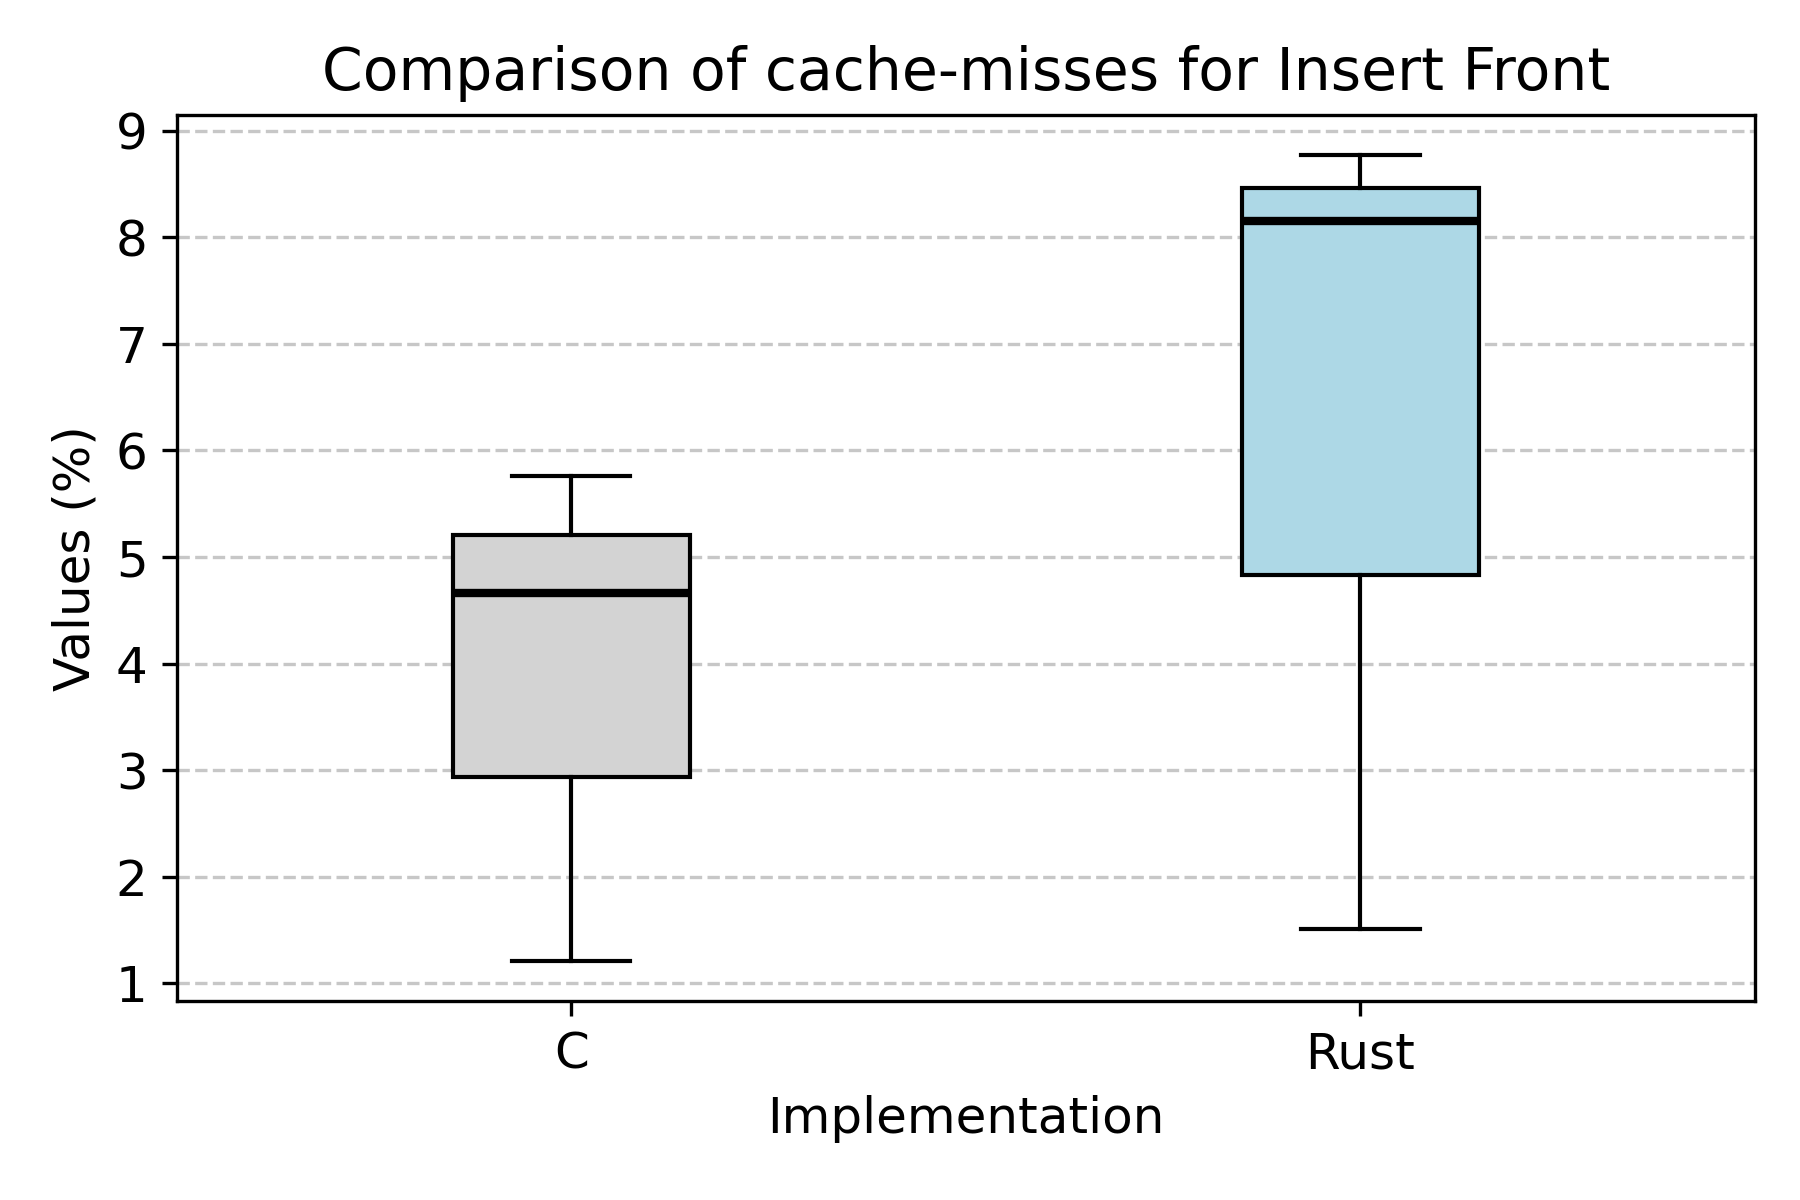 Comparison of cache-misses for Insert Front
Values (%)
9
8
7
6
5
4
3
2
1
C
Rust
Implementation